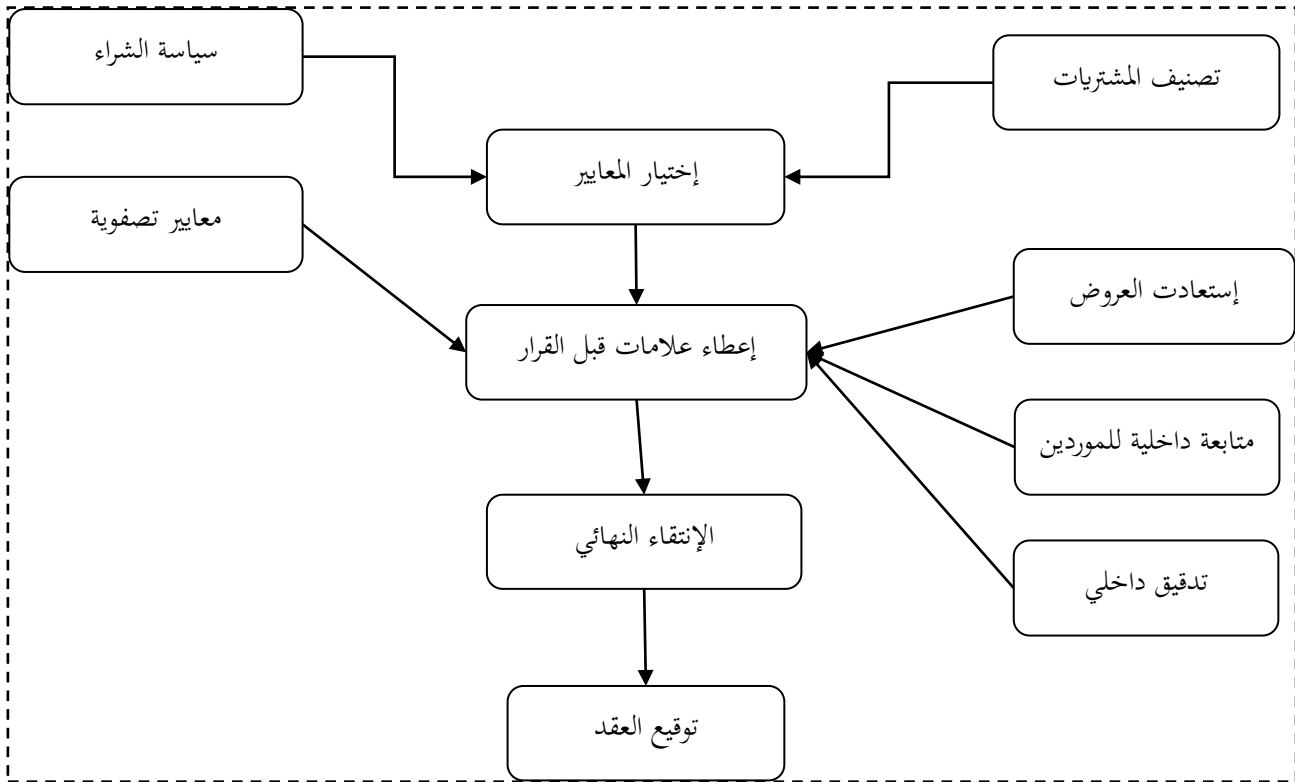 سياسة الشراء
تصنيف المشتريات
إختيار المعايير
معايير تصفوية
إستعادت العروض
إعطاء علامات قبل القرار
متابعة داخلية للموردين
الإنتقاء النهائي
تدقيق داخلي
توقيع العقد